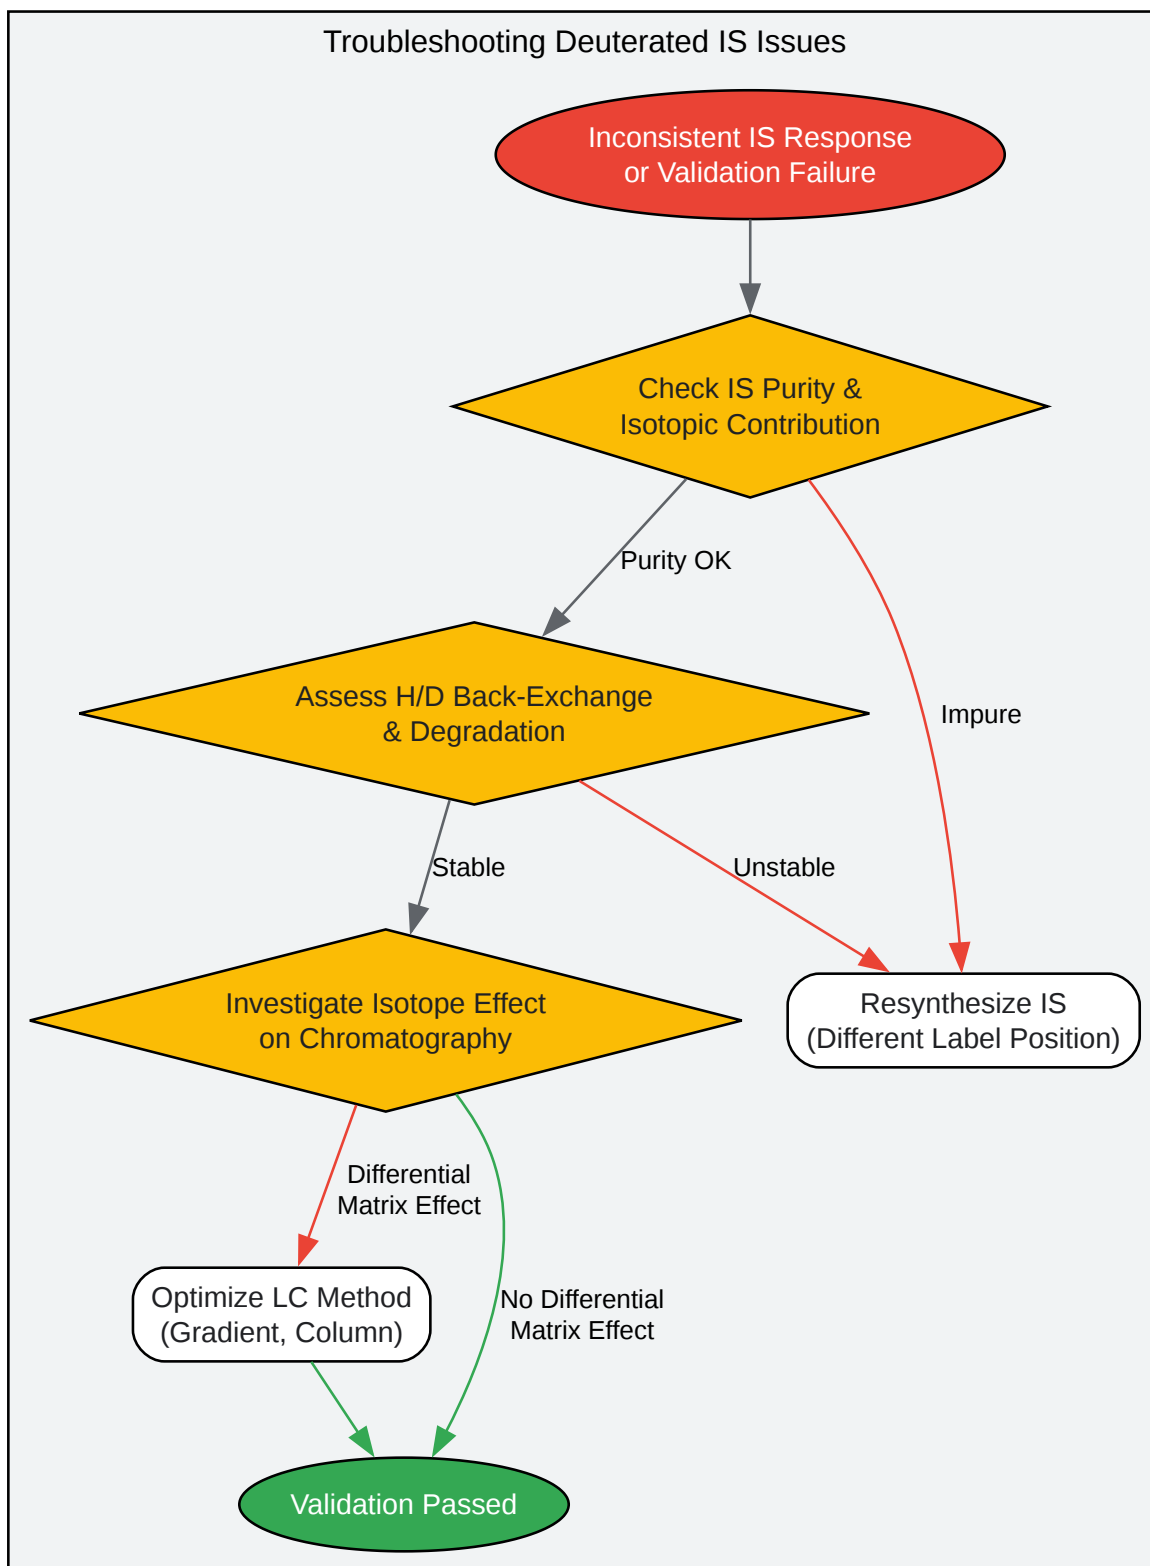 Troubleshooting Deuterated IS Issues
Inconsistent IS Response
or Validation Failure
Check IS Purity &
Isotopic Contribution
Purity OK
Assess H/D Back-Exchange
& Degradation
Impure
Stable
Unstable
Investigate Isotope Effect
on Chromatography
Resynthesize IS
(Different Label Position)
Differential
Matrix Effect
Optimize LC Method
(Gradient, Column)
No Differential
Matrix Effect
Validation Passed